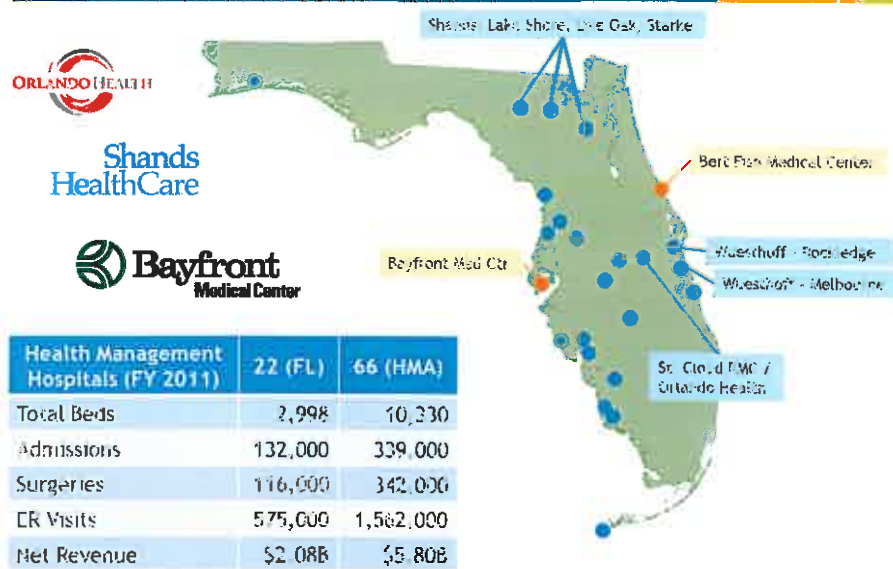 Shands: Lake Shore, Live Oak, Starke
ORLANDO HEALTH
Shands
HealthCare
Bert Fish Medical Center
Bayfront
Medical Center
Bayfront Med Ctr
Wuesthoff - Rockledge
Wuesthoff - Melbourne
St. Cloud RMC /
Orlando Health
Health Management
Hospitals (FY 2011)
22 (FL)
66 (HMA)
Total Beds 2,998 10,330
Admissions 132,000 339,000
Surgeries 116,000 342,000
ER Visits 575,000 1,562,000
Net Revenue $2.08B $5.80B